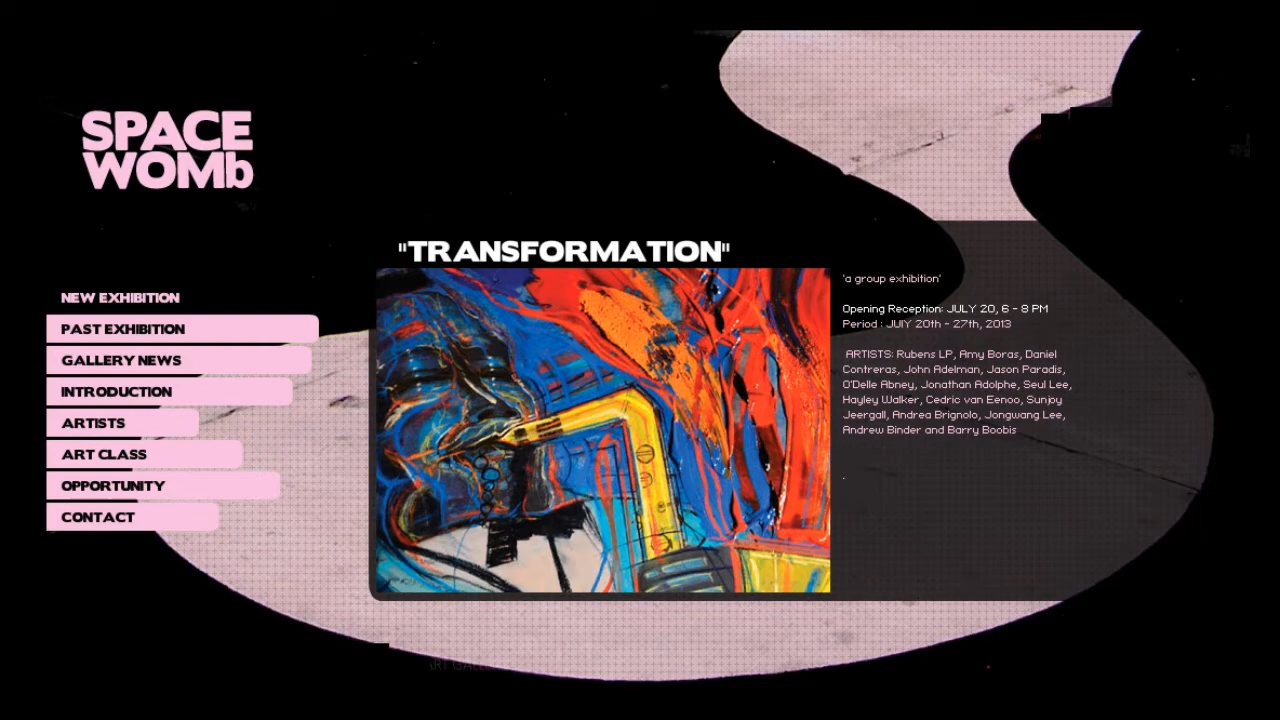 SPACE
WOMb
"TRANSFORMATION"
'a group exhibition'
NEW EXHIBITION
PAST EXHIBITION
GALLERY NEWS
INTRODUCTION
ARTISTS
ART CLASS
OPPORTUNITY
CONTACT
Opening Reception: JULY 20, 6 - 8 PM
Period : JUlY 20th - 27th, 2013
ARTISTS: Rubens LP, Amy Boras, Daniel
Contreras, John Adelman, Jason Paradis,
O'Delle Abney, Jonathan Adolphe, Seul Lee,
Hayley Walker, Cedric van Eenoo, Sunjoy
Jeergall, Andrea Brignolo, Jongwang Lee,
Andrew Binder and Barry Boobis